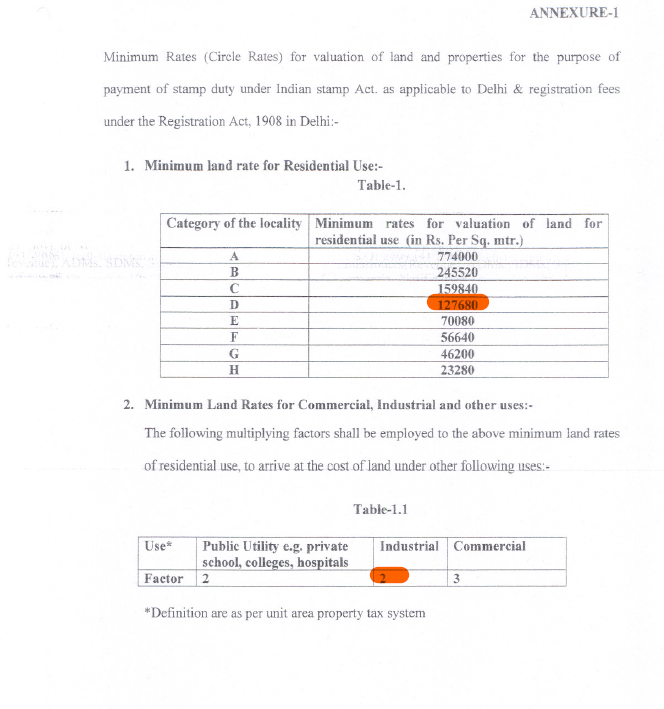 ANNEXURE-1
Minimum Rates (Circle Rates) for valuation of land and properties for the purpose of
payment of stamp duty under Indian stamp Act. as applicable to Delhi & registration fees
under the Registration Act, 1908 in Delhi:-
1. Minimum land rate for Residential Use:-
Table-1.
Category of the locality Minimum rates for valuation of land for
residential use (in Rs. Per Sq. mtr.)
A 774000
B 245520
C 159840
D 127680
E 70080
F 56640
G 46200
H 23280
2. Minimum Land Rates for Commercial, Industrial and other uses:-
The following multiplying factors shall be employed to the above minimum land rates
of residential use, to arrive at the cost of land under other following uses:-
Table-1.1
Use* Public Utility e.g. private Industrial Commercial
school, colleges, hospitals
Factor 2 2 3
*Definition are as per unit area property tax system